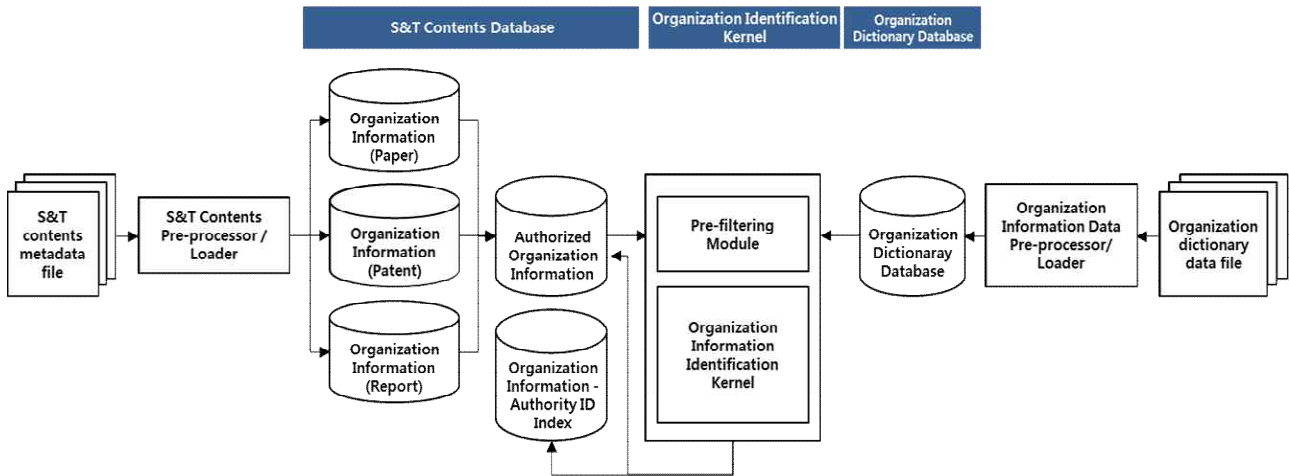 S&T Contents Database
Organization Identification
Kernel
Organization
Dictionary Database
S&T
contents
metadata
file
S&T Contents
Pre-processor /
Loader
Organization
Information
(Paper)
Organization
Information
(Patent)
Organization
Information
(Report)
Authorized
Organization
Information
Organization
Information -
Authority ID
Index
Pre-filtering
Module
Organization
Information
Identification
Kernel
Organization
Dictionaray
Database
Organization
Information Data
Pre-processor/
Loader
Organization
dictionary
data file